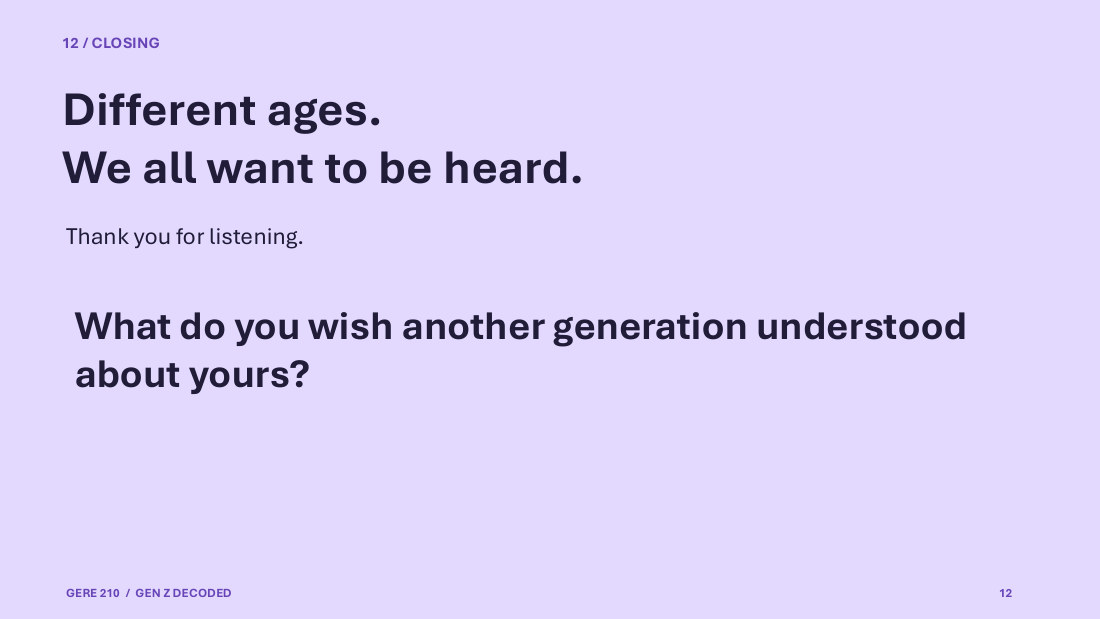 12 / CLOSING
Different ages.
We all want to be heard.
Thank you for listening.
What do you wish another generation understood
about yours?
GERE 210 / GEN Z DECODED
12